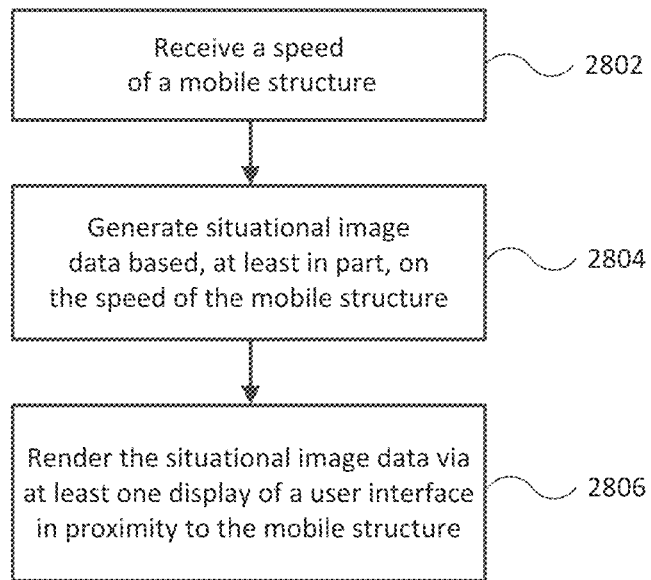 Receive a speed
of a mobile structure
2802
Generate situational image
data based, at least in part, on
the speed of the mobile structure
2804
Render the situational image data via
at least one display of a user interface
in proximity to the mobile structure
2806